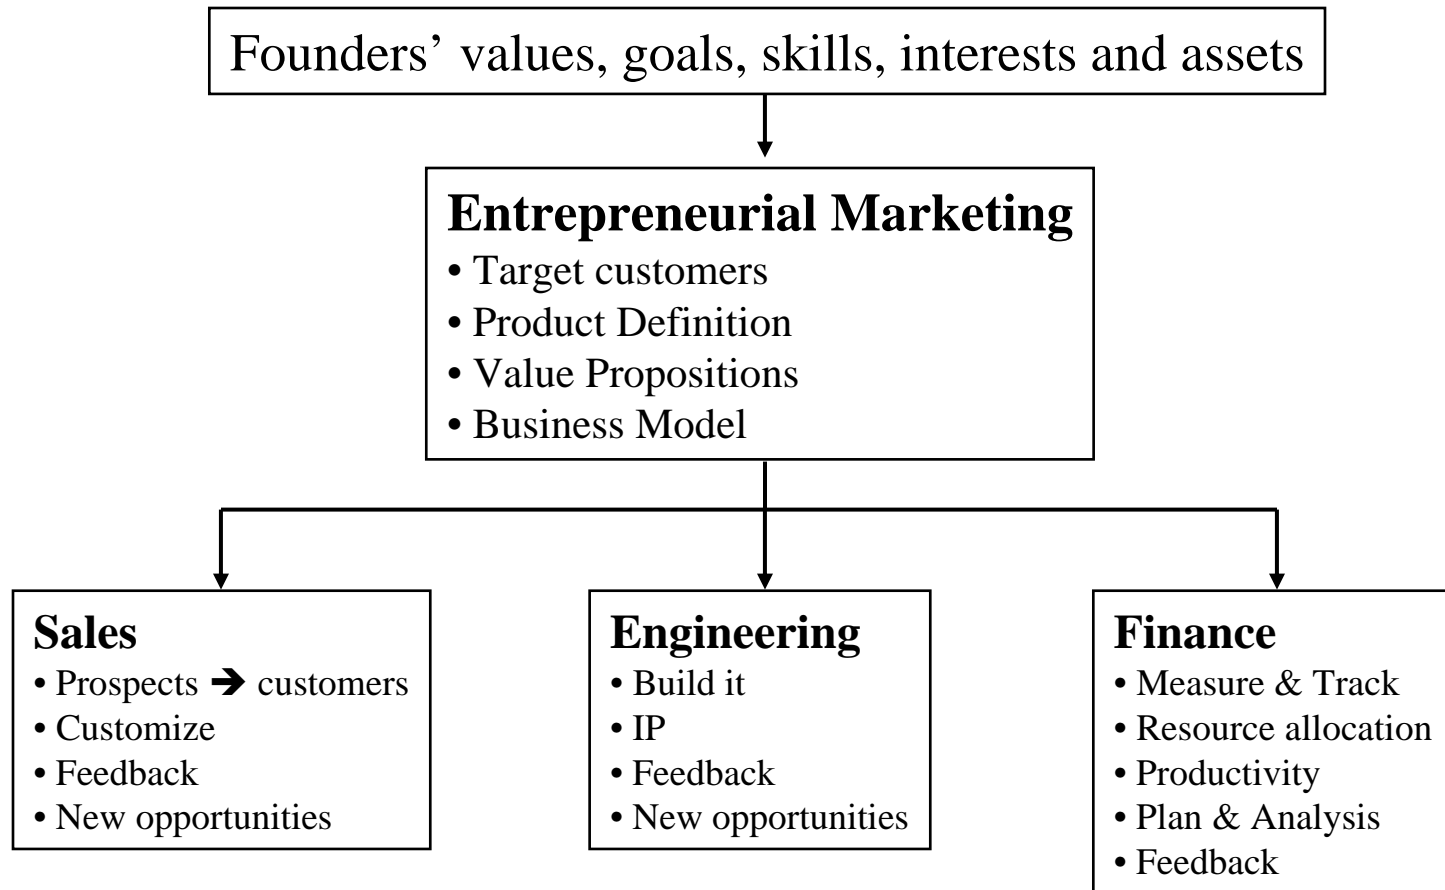 Founders’ values, goals, skills, interests and assets
Entrepreneurial Marketing
• Target customers
• Product Definition
• Value Propositions
• Business Model
Sales
• Prospects ➔ customers
• Customize
• Feedback
• New opportunities
Engineering
• Build it
• IP
• Feedback
• New opportunities
Finance
• Measure & Track
• Resource allocation
• Productivity
• Plan & Analysis
• Feedback